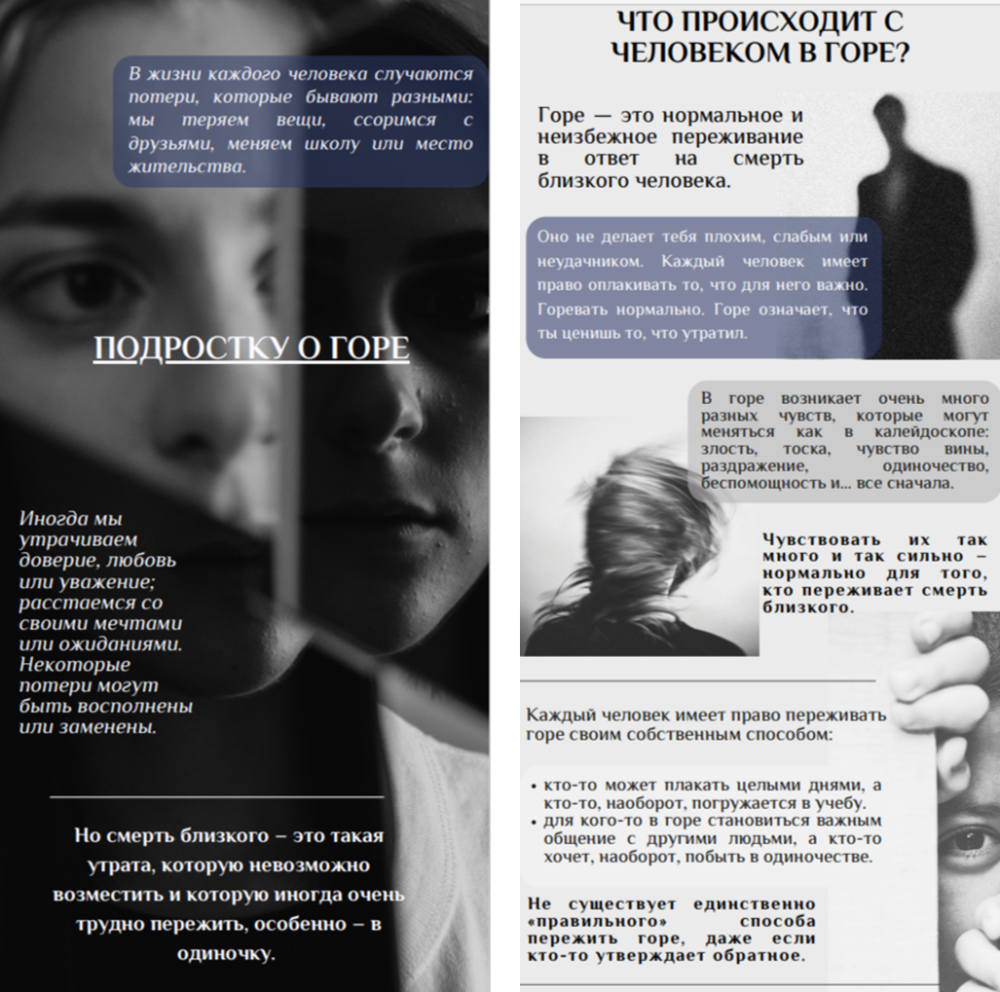 В жизни каждого человека случаются
потери, которые бывают разными:
мы теряем вещи, ссоримся с
друзьями, меняем школу или место
жительства.
ПОДРОСТКУ О ГОРЕ
Иногда мы
утрачиваем
доверие, любовь
или уважение;
расстаемся со
своими мечтами
или ожиданиями.
Некоторые
потери могут
быть восполнены
или заменены.
Но смерть близкого – это такая
утрата, которую невозможно
возместить и которую иногда очень
трудно пережить, особенно – в
одиночку.
ЧТО ПРОИСХОДИТ С
ЧЕЛОВЕКОМ В ГОРЕ?
Горе — это нормальное и
неизбежное переживание
в ответ на смерть
близкого человека.
Оно не делает тебя плохим, слабым или
неудачником. Каждый человек имеет
право оплакивать то, что для него важно.
Горевать нормально. Горе означает, что
ты ценишь то, что утратил.
В горе возникает очень много
разных чувств, которые могут
меняться как в калейдоскопе:
злость, тоска, чувство вины,
раздражение, одиночество,
беспомощность и... все сначала.
Чувствовать их так
много и так сильно –
нормально для того,
кто переживает смерть
близкого.
Каждый человек имеет право переживать
горе своим собственным способом:
• кто-то может плакать целыми днями, а
кто-то, наоборот, погружается в учебу.
• для кого-то в горе становиться важным
общение с другими людьми, а кто-то
хочет, наоборот, побыть в одиночестве.
Не существует единственно
«правильного» способа
пережить горе, даже если
кто-то утверждает обратное.